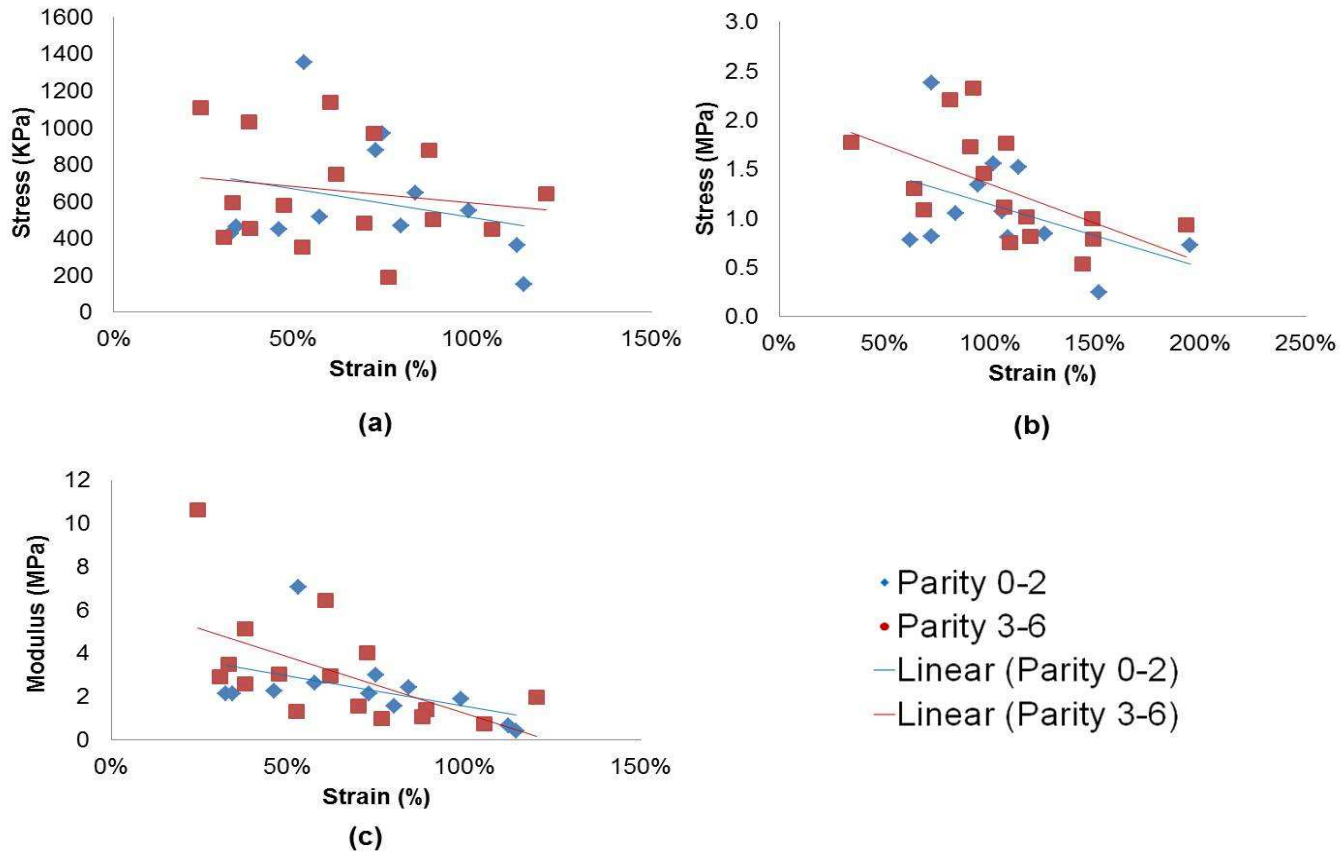 1600
1400
1200
1000
800
600
400
200
0
Stress (KPa)
0% 50% 100% 150%
Strain (%)
(a)
3.0
2.5
2.0
1.5
1.0
0.5
0.0
Stress (MPa)
0% 50% 100% 150% 200% 250%
Strain (%)
(b)
12
10
8
6
4
2
0
Modulus (MPa)
0% 50% 100% 150%
Strain (%)
(c)
Parity 0-2
Parity 3-6
Linear (Parity 0-2)
Linear (Parity 3-6)